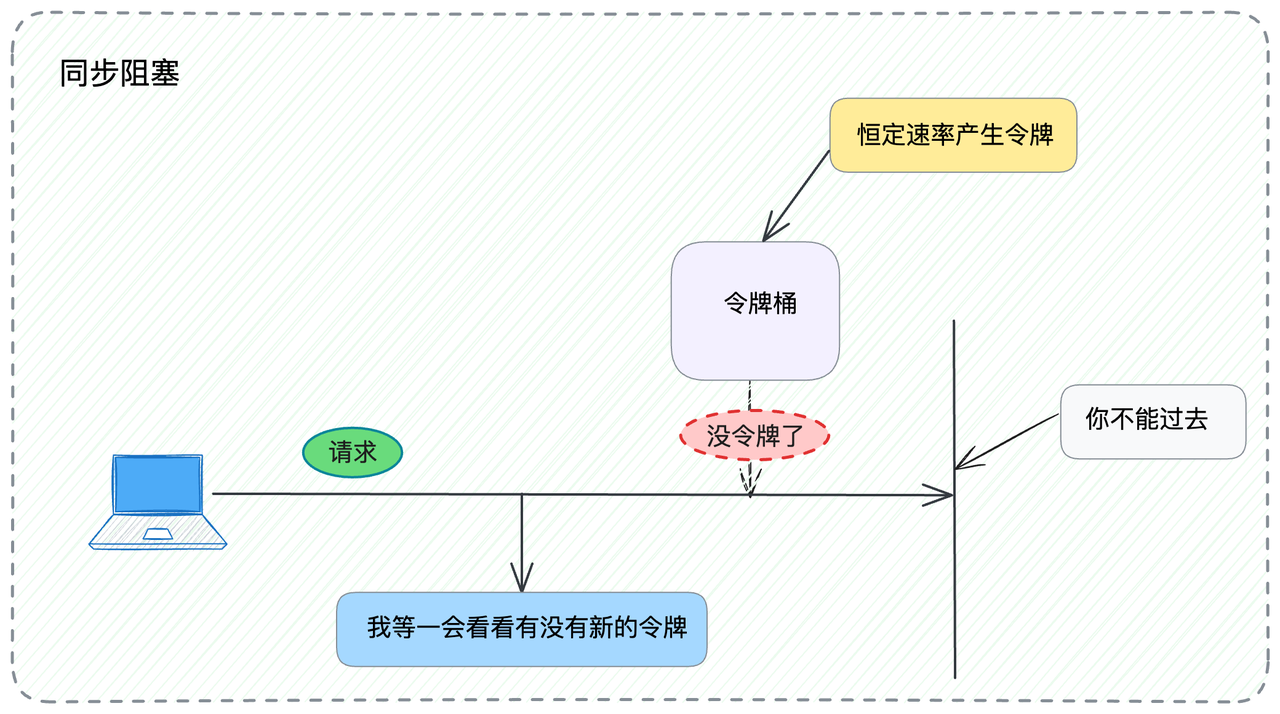 同步阻塞
恒定速率产生令牌
令牌桶
你不能过去
没令牌了
请求
我等一会看看有没有新的令牌